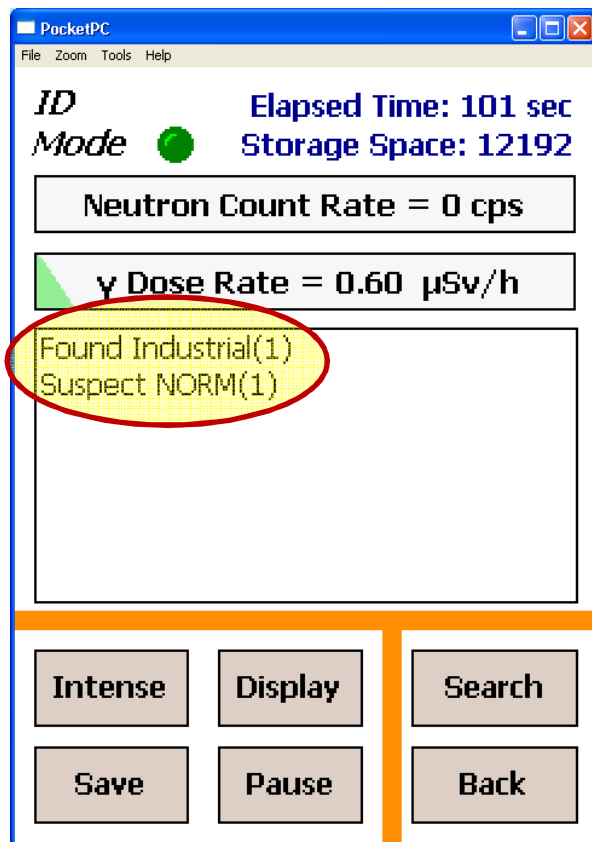 PocketPC
File Zoom Tools Help
ID
Mode
Elapsed Time: 101 sec
Storage Space: 12192
Neutron Count Rate = 0 cps
γ Dose Rate = 0.60 µSv/h
Found Industrial(1)
Suspect NORM(1)
Intense
Display
Search
Save
Pause
Back